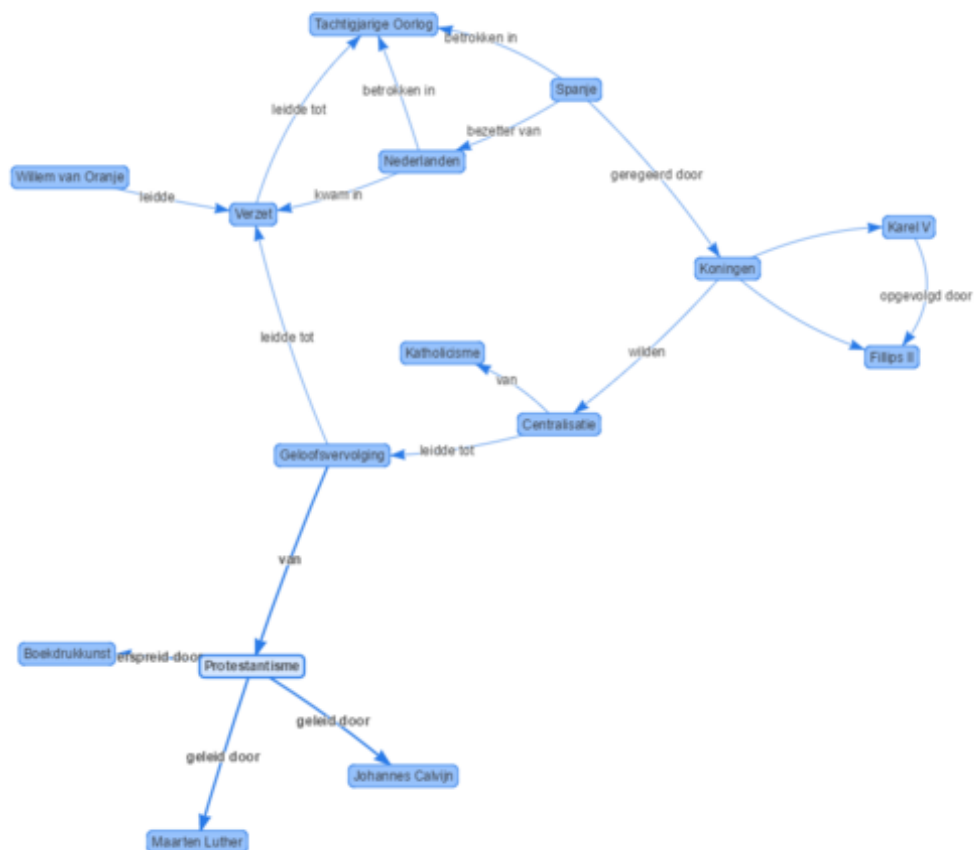 Tachtigjarige Oorlog
betrokken in
Spanje
betrokken in
leidde tot
bezetter van
Nederlanden
Willem van Oranje
geregeerd door
leidde
kwam in
Verzet
Karel V
Koningen
opgevolgd door
leidde tot
Katholicisme
wilden
Fillips II
van
Centralisatie
Geloofsvervolging
leidde tot
van
Boekdrukkunst
erspreid door
Protestantisme
geleid door
geleid door
Johannes Calvijn
Maarten Luther